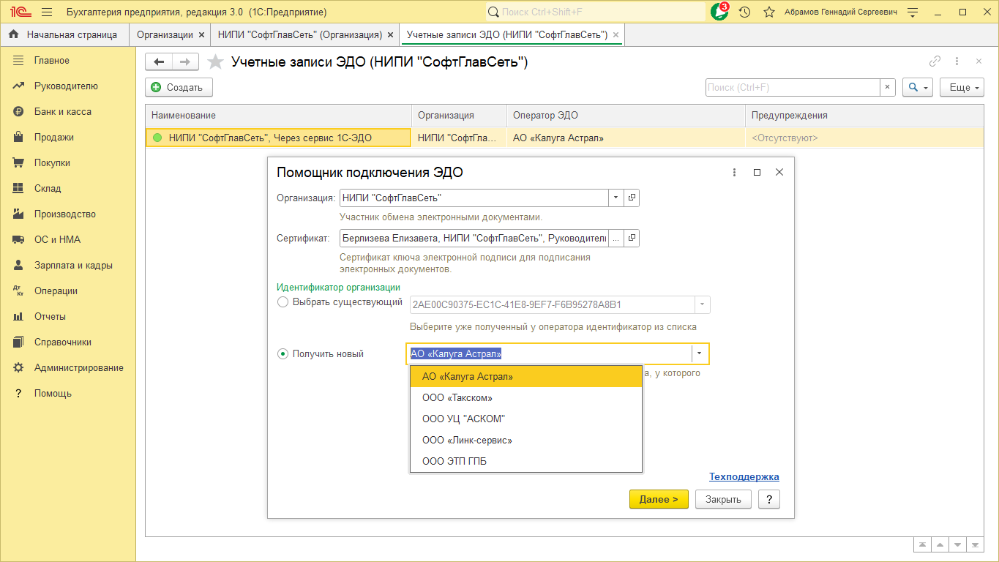 1С Бухгалтерия предприятия, редакция 3.0 (1С:Предприятие) Поиск Ctrl+Shift+F 3 Абрамов Геннадий Сергеевич
Начальная страница Организации × НИПИ "СофтГлавСеть" (Организация) × Учетные записи ЭДО (НИПИ "СофтГлавСеть") ×
Главное
Руководителю
Банк и касса
Продажи
Покупки
Склад
Производство
ОС и НМА
Зарплата и кадры
Дт Кт Операции
Отчеты
Справочники
Администрирование
? Помощь
Учетные записи ЭДО (НИПИ "СофтГлавСеть")
Создать Поиск (Ctrl+F) × Еще
Наименование Организация Оператор ЭДО Предупреждения
НИПИ "СофтГлавСеть", Через сервис 1С-ЭДО НИПИ "СофтГла... АО «Калуга Астрал» <Отсутствуют>
Помощник подключения ЭДО
Организация: НИПИ "СофтГлавСеть"
Участник обмена электронными документами.
Сертификат: Берлизева Елизавета, НИПИ "СофтГлавСеть", Руководитель ...
Сертификат ключа электронной подписи для подписания
электронных документов.
Идентификатор организации
Выбрать существующий 2AE00C90375-EC1C-41E8-9EF7-F6B95278A8B1
Выберите уже полученный у оператора идентификатор из списка
Получить новый АО «Калуга Астрал»
а, у которого
АО «Калуга Астрал»
ООО «Такском»
ООО УЦ "АСКОМ"
ООО «Линк-сервис»
ООО ЭТП ГПБ
Техподдержка
Далее > Закрыть ?